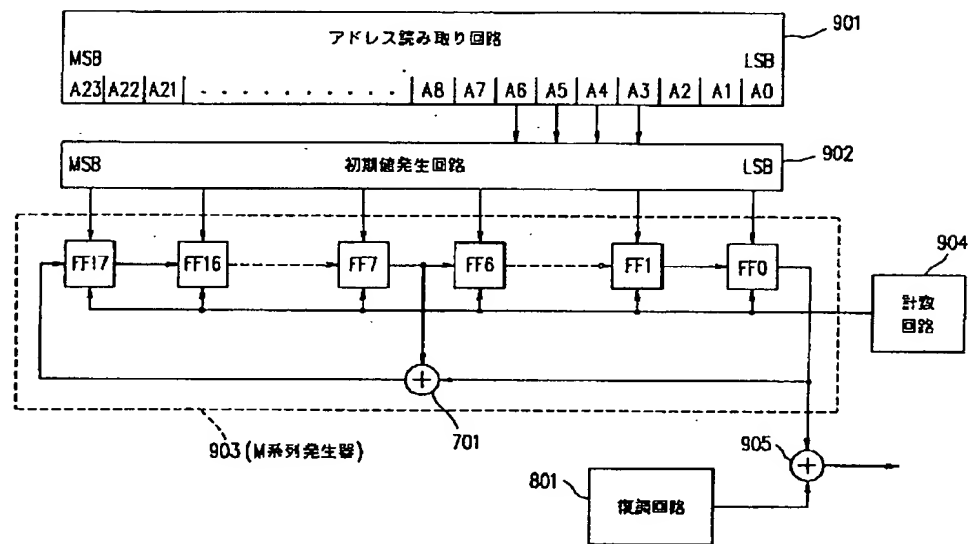 アドレス読み取り回路
901
MSB
LSB
A23 A22 A21 . . . . . . . . . . A8 A7 A6 A5 A4 A3 A2 A1 A0
MSB
初期値発生回路
LSB
902
FF17 FF16 FF7 FF6 FF1 FF0
904
計数
回路
701
903(M系列発生器)
905
801
復調回路